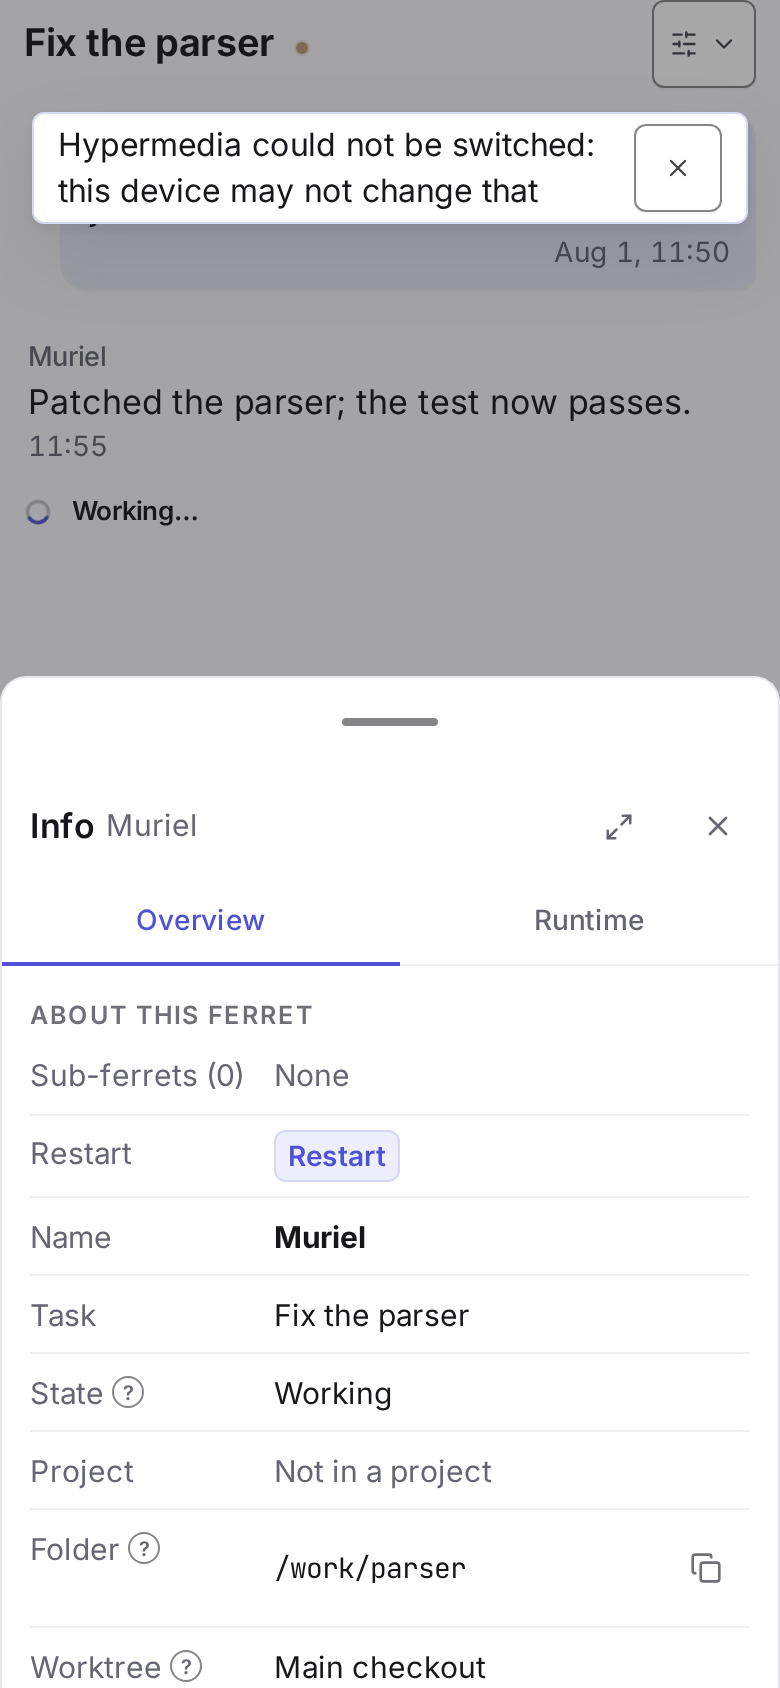 Fix the parser
Hypermedia could not be switched:
this device may not change that
Aug 1, 11:50
Muriel
Patched the parser; the test now passes.
11:55
Working...
Info Muriel
Overview Runtime
ABOUT THIS FERRET
Sub-ferrets (0) None
Restart Restart
Name Muriel
Task Fix the parser
State ? Working
Project Not in a project
Folder ? /work/parser
Worktree ? Main checkout